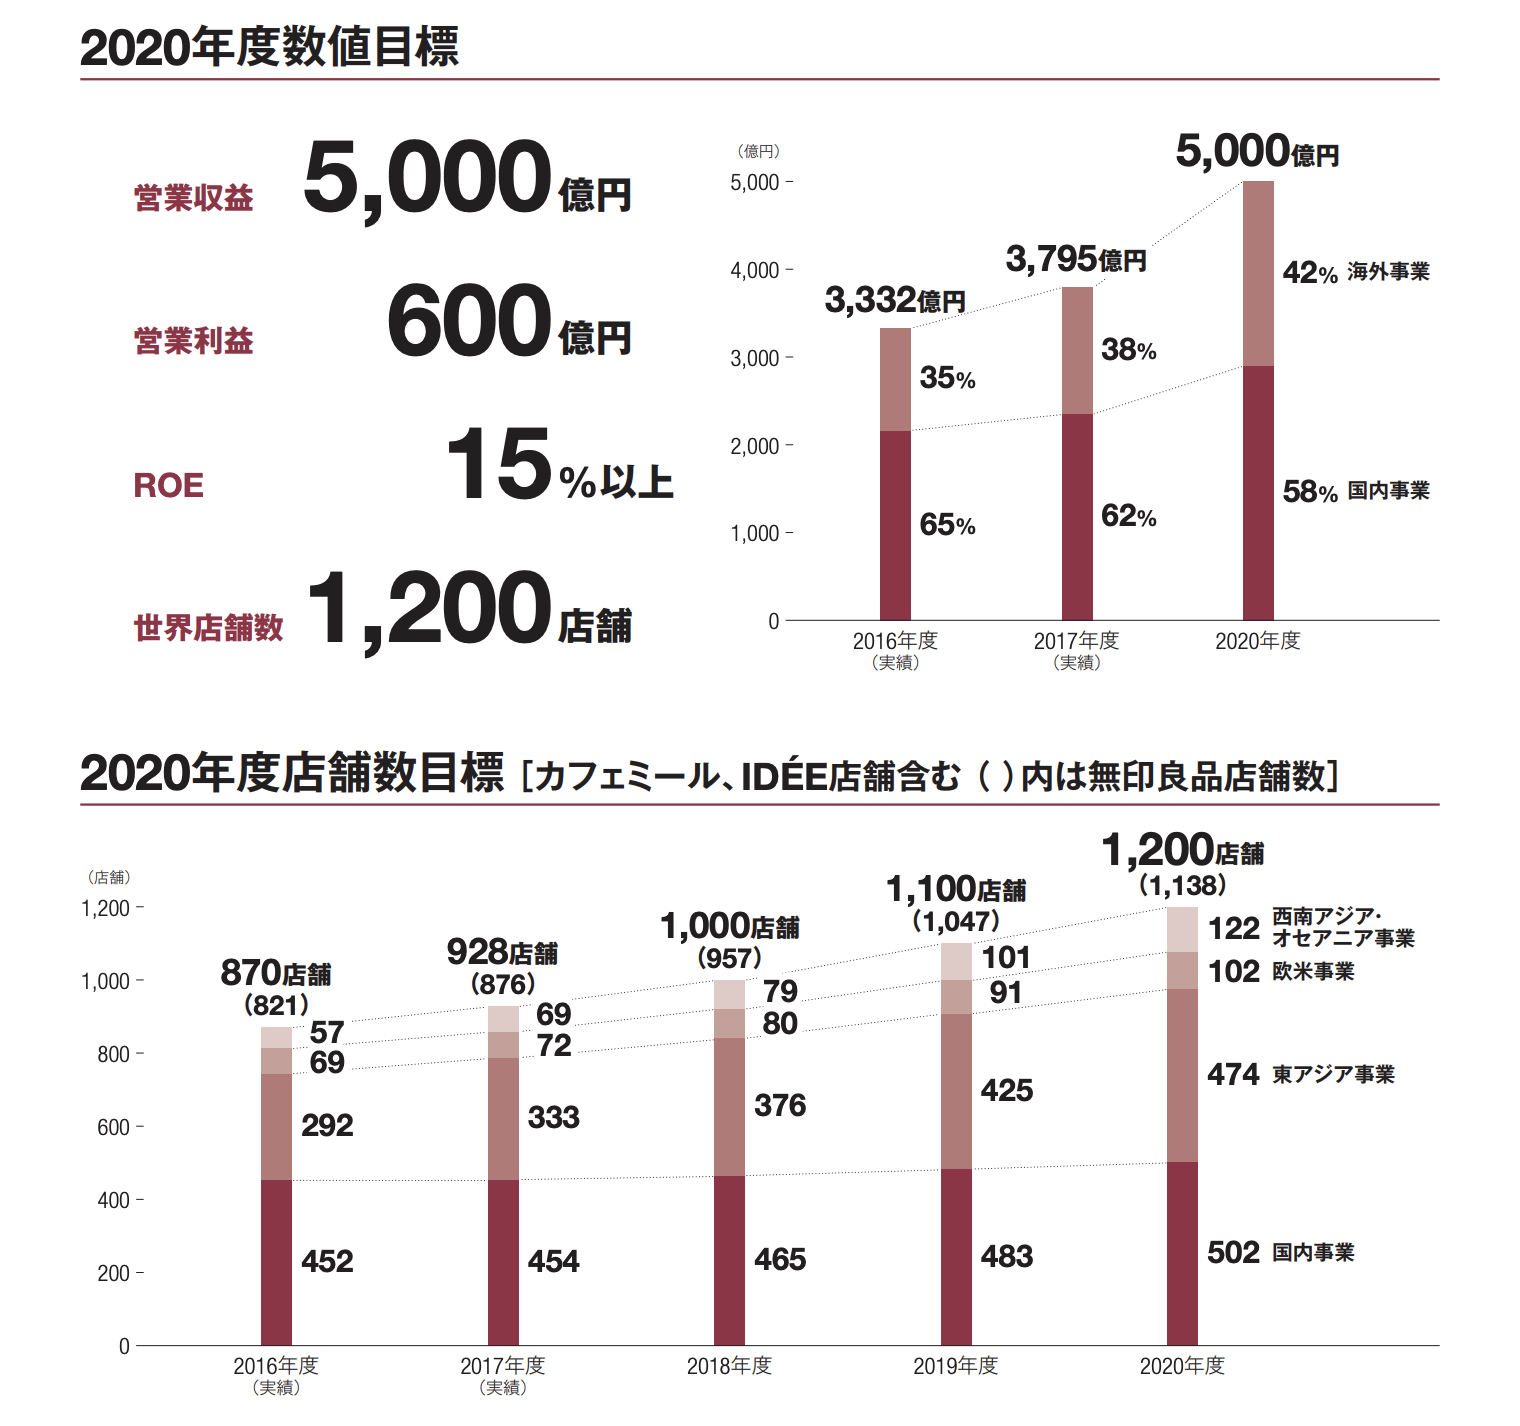 2020年度数値目標
営業収益 5,000億円
営業利益 600億円
ROE 15%以上
世界店舗数 1,200店舗
（億円）
5,000
4,000
3,000
2,000
1,000
0
3,332億円
35%
65%
2016年度
（実績）
3,795億円
38%
62%
2017年度
（実績）
5,000億円
42% 海外事業
58% 国内事業
2020年度
2020年度店舗数目標［カフェミール、IDÉE店舗含む（ ）内は無印良品店舗数］
（店舗）
1,200
1,000
800
600
400
200
0
870店舗
（821）
57
69
292
452
2016年度
（実績）
928店舗
（876）
69
72
333
454
2017年度
（実績）
1,000店舗
（957）
79
80
376
465
2018年度
1,100店舗
（1,047）
101
91
425
483
2019年度
1,200店舗
（1,138）
122 西南アジア・
オセアニア事業
102 欧米事業
474 東アジア事業
502 国内事業
2020年度